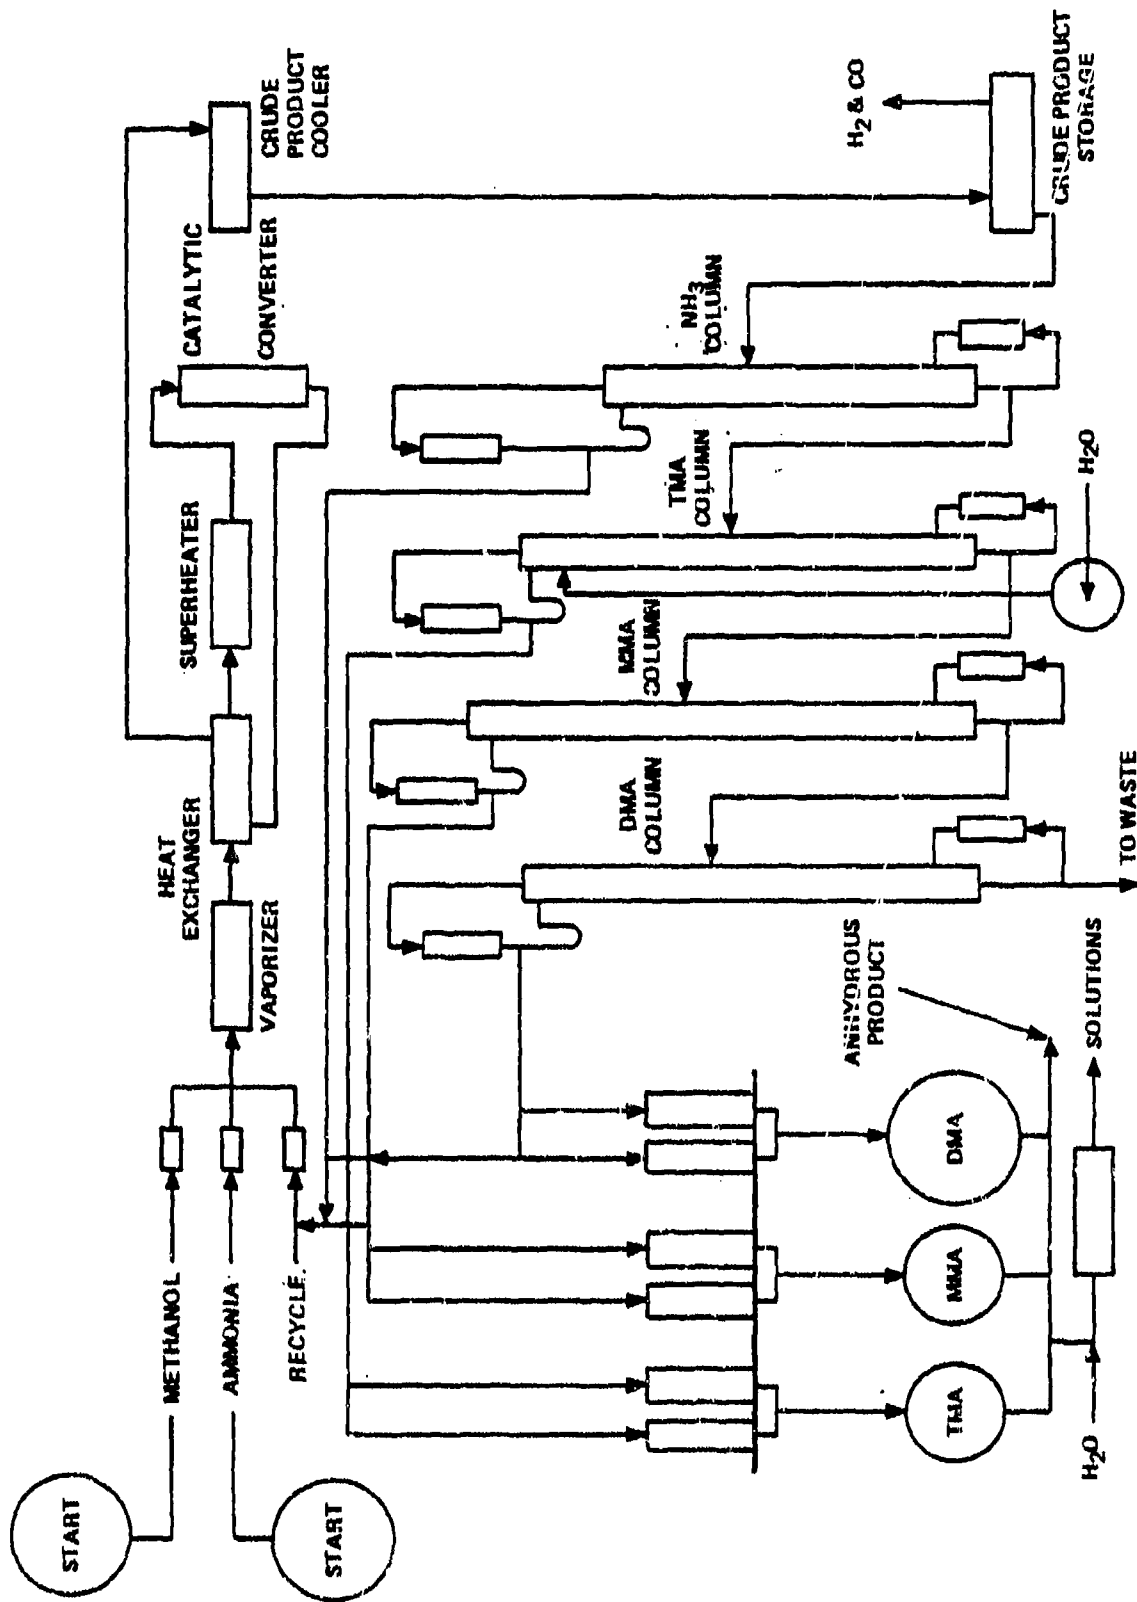 START
START
METHANOL
AMMONIA
RECYCLE
VAPORIZER
HEAT
EXCHANGER
SUPERHEATER
CATALYTIC
CONVERTER
CRUDE
PRODUCT
COOLER
DMA
COLUMN
MMA
COLUMN
TMA
COLUMN
NH3
COLUMN
H2 & CO
CRUDE PRODUCT
STORAGE
H2O
TO WASTE
ANHYDROUS
PRODUCT
TMA
MMA
DMA
H2O
SOLUTIONS